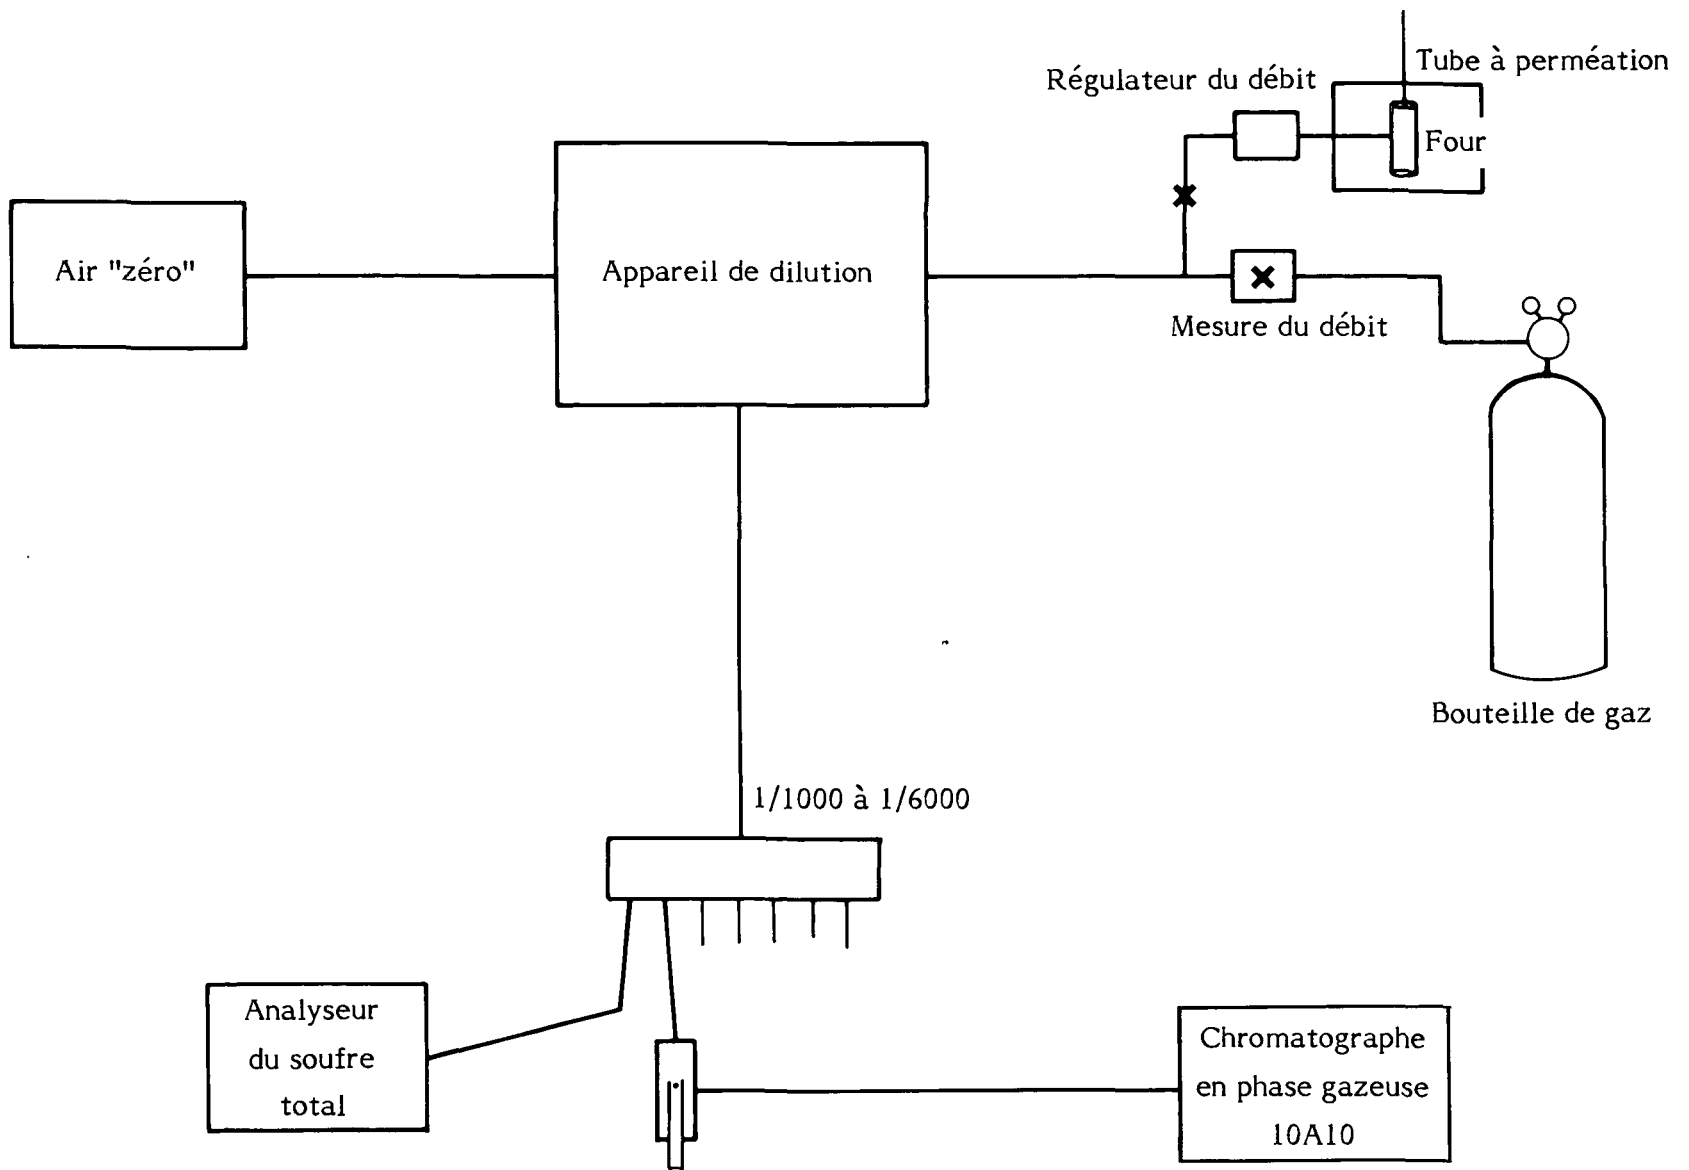 Tube à perméation
Régulateur du débit
Four
Air "zéro"
Appareil de dilution
Mesure du débit
Bouteille de gaz
1/1000 à 1/6000
Analyseur
du soufre
total
Chromatographe
en phase gazeuse
10A10